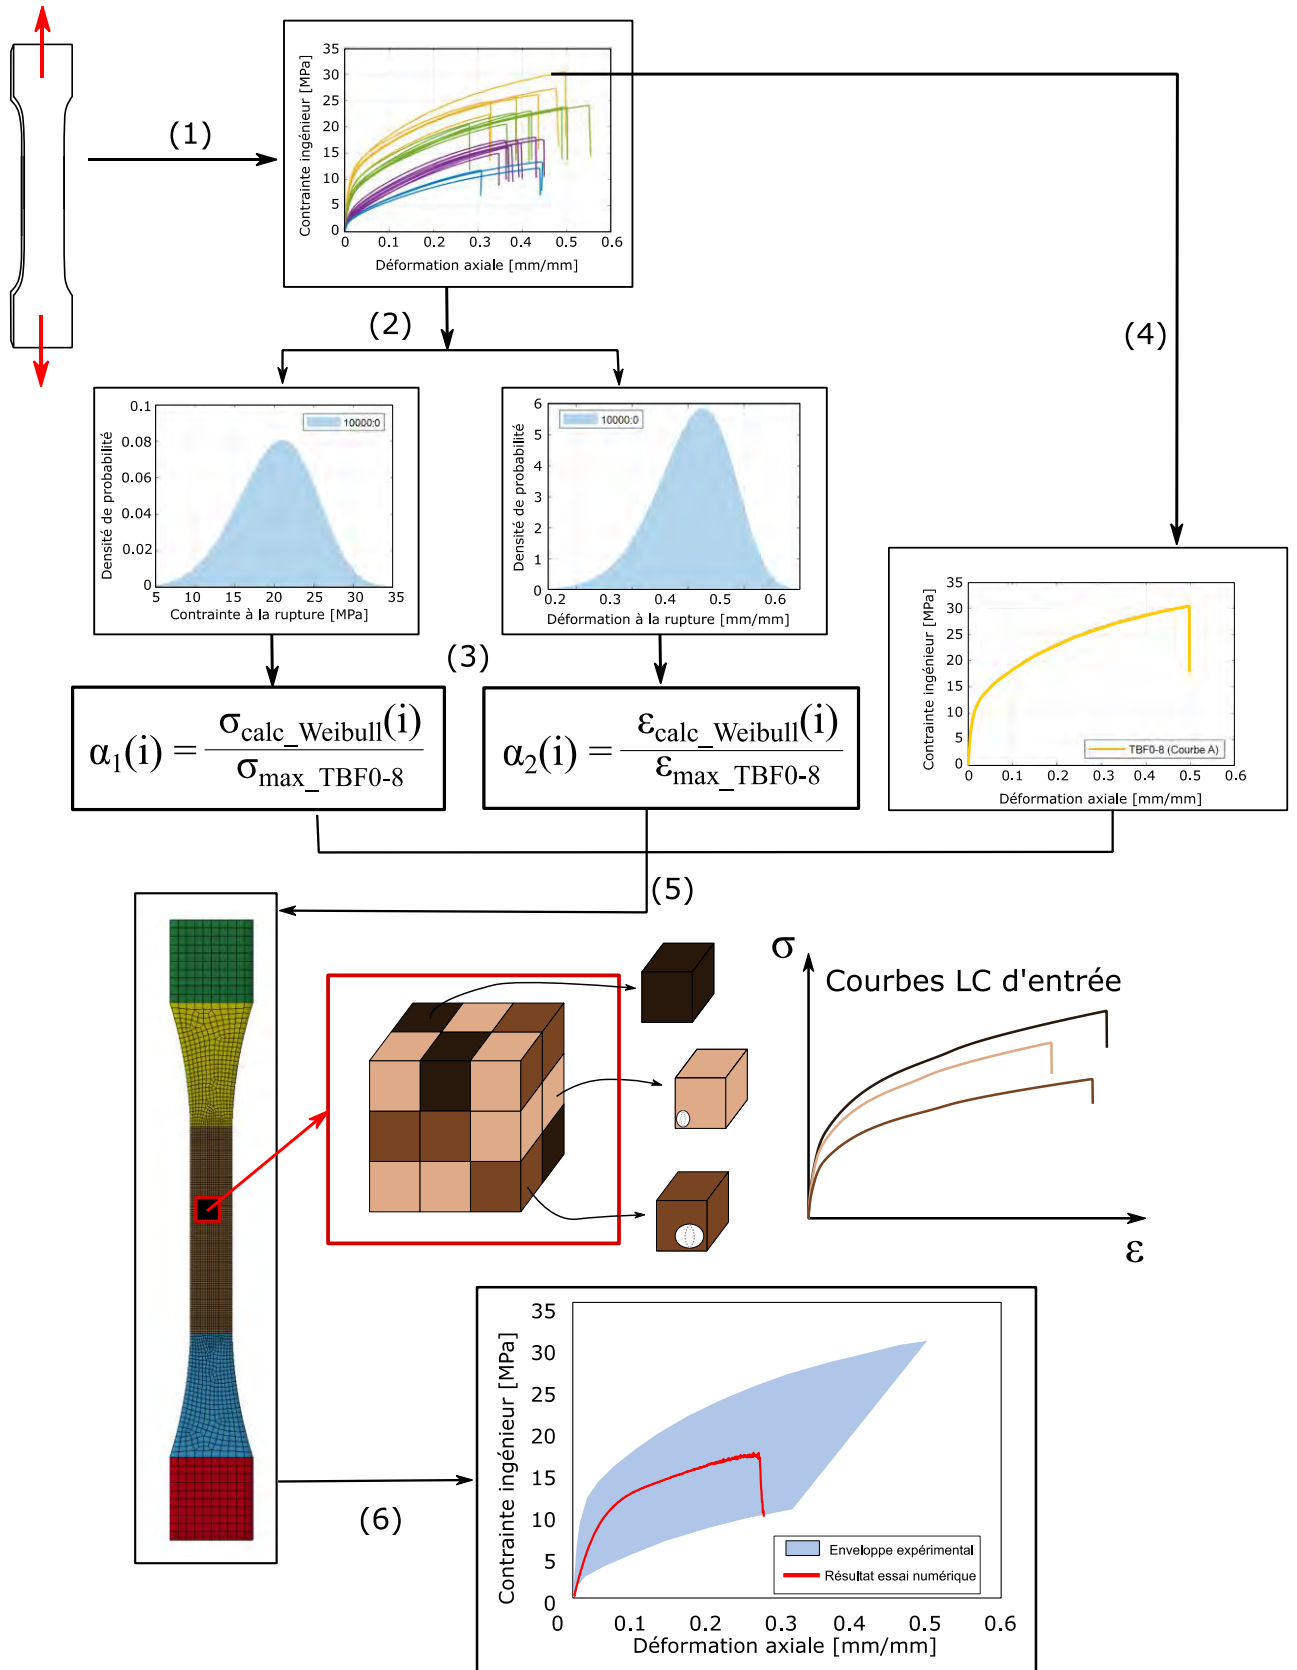 (1)
Contrainte ingénieur [MPa]
35
30
25
20
15
10
5
0
0 0.1 0.2 0.3 0.4 0.5 0.6
Déformation axiale [mm/mm]
(2)
(4)
Densité de probabilité
0.1
0.08
0.06
0.04
0.02
0
10000:0
5 10 15 20 25 30 35
Contrainte à la rupture [MPa]
Densité de probabilité
6
5
4
3
2
1
0
10000:0
0.2 0.3 0.4 0.5 0.6
Déformation à la rupture [mm/mm]
(3)
α1(i) = σcalc_Weibull(i) / σmax_TBF0-8
α2(i) = εcalc_Weibull(i) / εmax_TBF0-8
Contrainte ingénieur [MPa]
35
30
25
20
15
10
5
0
TBF0-8 (Courbe A)
0 0.1 0.2 0.3 0.4 0.5 0.6
Déformation axiale [mm/mm]
(5)
σ
Courbes LC d'entrée
ε
(6)
Contrainte ingénieur [MPa]
35
30
25
20
15
10
5
0
Enveloppe expérimental
Résultat essai numérique
0 0.1 0.2 0.3 0.4 0.5 0.6
Déformation axiale [mm/mm]